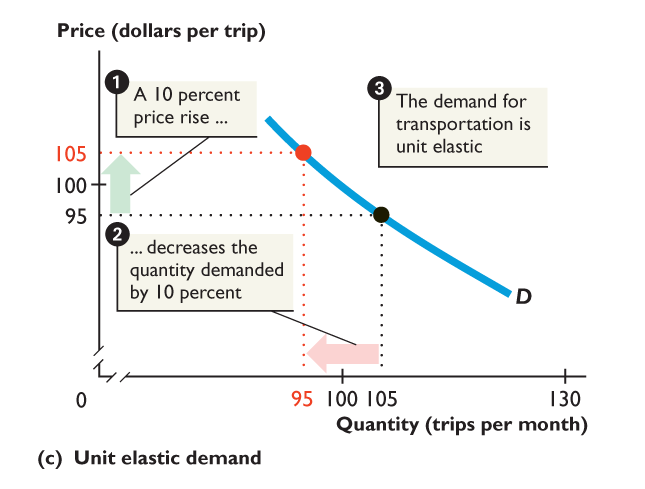 Price (dollars per trip)
1
A 10 percent
price rise ...
3
The demand for
transportation is
unit elastic
105
100
95
2
... decreases the
quantity demanded
by 10 percent
D
0
95 100 105 130
Quantity (trips per month)
(c) Unit elastic demand